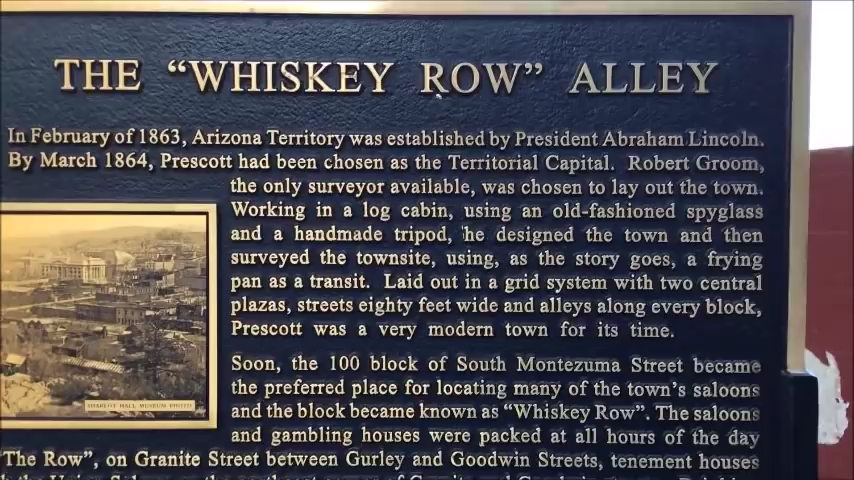 THE “WHISKEY ROW” ALLEY
In February of 1863, Arizona Territory was established by President Abraham Lincoln.
By March 1864, Prescott had been chosen as the Territorial Capital. Robert Groom,
the only surveyor available, was chosen to lay out the town.
Working in a log cabin, using an old-fashioned spyglass
and a handmade tripod, he designed the town and then
surveyed the townsite, using, as the story goes, a frying
pan as a transit. Laid out in a grid system with two central
plazas, streets eighty feet wide and alleys along every block,
Prescott was a very modern town for its time.
Soon, the 100 block of South Montezuma Street became
the preferred place for locating many of the town's saloons
and the block became known as “Whiskey Row”. The saloons
and gambling houses were packed at all hours of the day
SHARLOT HALL MUSEUM PHOTO
“The Row”, on Granite Street between Gurley and Goodwin Streets, tenement houses